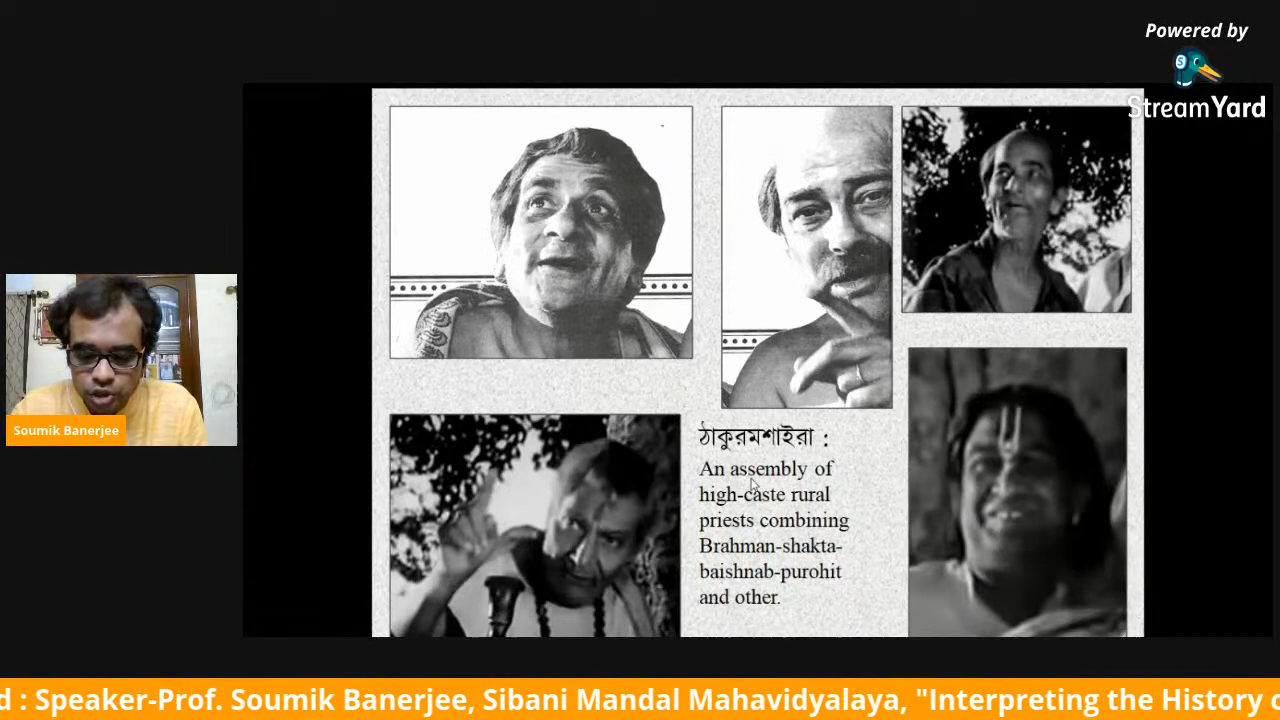 Powered by
StreamYard
Soumik Banerjee
ঠাকুরমশাইরা :
An assembly of
high-caste rural
priests combining
Brahman-shakta-
baishnab-purohit
and other.
d : Speaker-Prof. Soumik Banerjee, Sibani Mandal Mahavidyalaya, "Interpreting the History